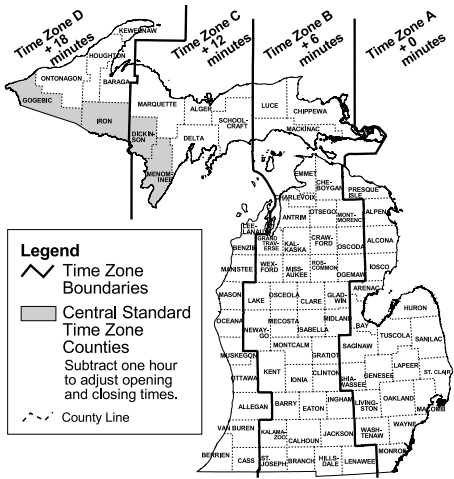 Time Zone D
+ 18
minutes
Time Zone C
+ 12
minutes
Time Zone B
+ 6
minutes
Time Zone A
+ 0
minutes
KEWEENAW
HOUGHTON
ONTONAGON
BARAGA
GOGEBIC
IRON
MARQUETTE
DICKIN-
SON
MENOM-
INEE
ALGER
DELTA
SCHOOL-
CRAFT
LUCE
CHIPPEWA
MACKINAC
EMMET
CHE-
BOYGAN
PRESQUE
ISLE
CHARLEVOIX
ANTRIM
OTSEGO
MONT-
MORENCY
ALPENA
LEE-
LANAU
BENZIE
GRAND
TRAV-
ERSE
KAL-
KASKA
CRAW-
FORD
OSCODA
ALCONA
MANISTEE
WEX-
FORD
MISS-
AUKEE
ROS-
COMMON
OGEMAW
IOSCO
ARENAC
MASON
LAKE
OSCEOLA
CLARE
GLAD-
WIN
HURON
OCEANA
NEWAY-
GO
MECOSTA
ISABELLA
MIDLAND
BAY
TUSCOLA
SANILAC
MUSKEGON
MONTCALM
GRATIOT
SAGINAW
LAPEER
ST. CLAIR
OTTAWA
KENT
IONIA
CLINTON
SHIA-
WASSEE
GENESEE
ALLEGAN
BARRY
EATON
INGHAM
LIVING-
STON
OAKLAND
MACOMB
VAN BUREN
KALAMA-
ZOO
CALHOUN
JACKSON
WASH-
TENAW
WAYNE
BERRIEN
CASS
ST.
JOSEPH
BRANCH
HILLS-
DALE
LENAWEE
MONROE
Legend
Time Zone
Boundaries
Central Standard
Time Zone
Counties
Subtract one hour
to adjust opening
and closing times.
County Line